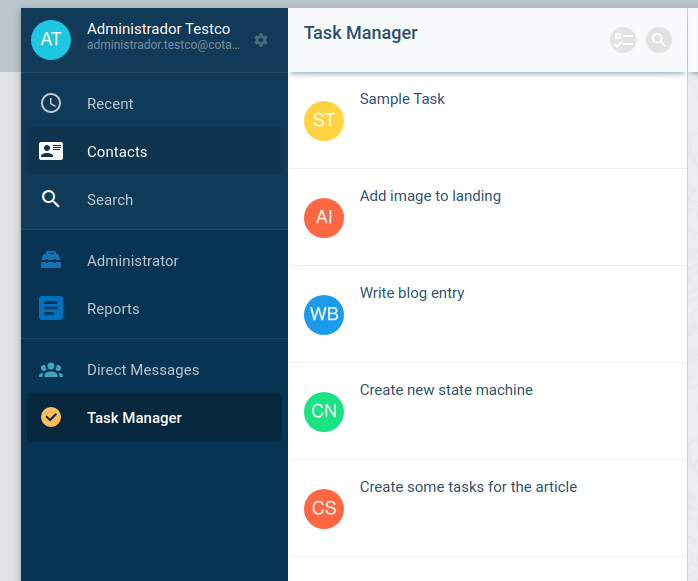 AT
Administrador Testco
administrador.testco@cota...
Recent
Contacts
Search
Administrator
Reports
Direct Messages
Task Manager
Task Manager
ST
Sample Task
AI
Add image to landing
WB
Write blog entry
CN
Create new state machine
CS
Create some tasks for the article